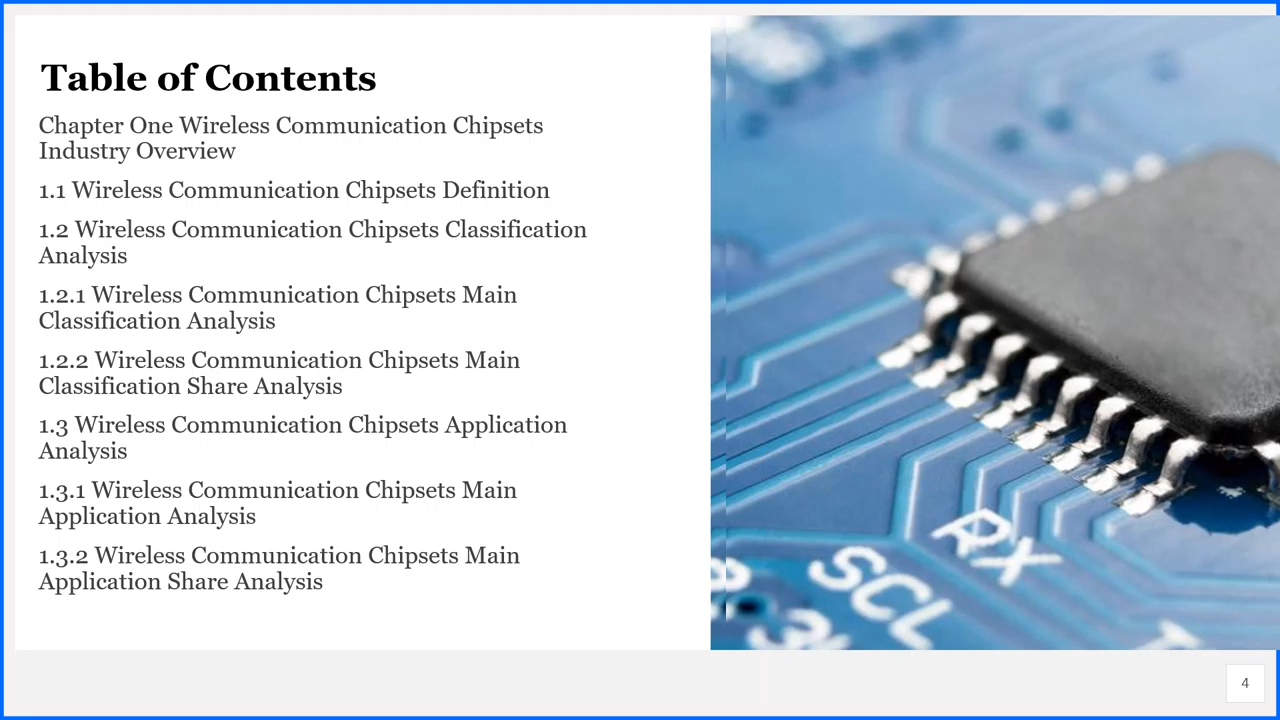 Table of Contents
Chapter One Wireless Communication Chipsets
Industry Overview
1.1 Wireless Communication Chipsets Definition
1.2 Wireless Communication Chipsets Classification
Analysis
1.2.1 Wireless Communication Chipsets Main
Classification Analysis
1.2.2 Wireless Communication Chipsets Main
Classification Share Analysis
1.3 Wireless Communication Chipsets Application
Analysis
1.3.1 Wireless Communication Chipsets Main
Application Analysis
1.3.2 Wireless Communication Chipsets Main
Application Share Analysis
RX
SCL
4